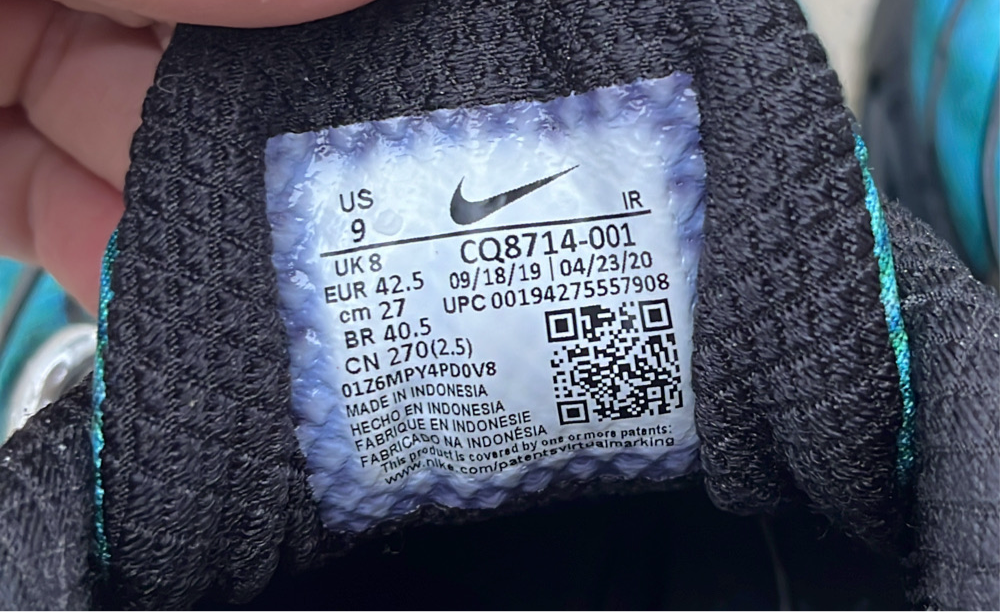 US
9
IR
UK 8
CQ8714-001
EUR 42.5
09/18/19 | 04/23/20
cm 27
UPC 00194275557908
BR 40.5
CN 270(2.5)
01Z6MPY4PD0V8
MADE IN INDONESIA
HECHO EN INDONESIA
FABRIQUE EN INDONESIE
FABRICADO NA INDONÉSIA
This product is covered by one or more patents:
www.nike.com/patentsvirtualmarking